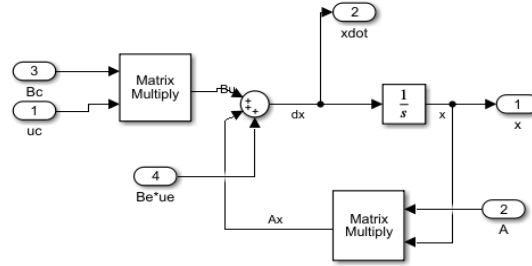 2
xdot
3
Bc
1
uc
Matrix
Multiply
Bu
+
+
+
dx
1
s
x
1
x
4
Be*ue
Ax
Matrix
Multiply
2
A